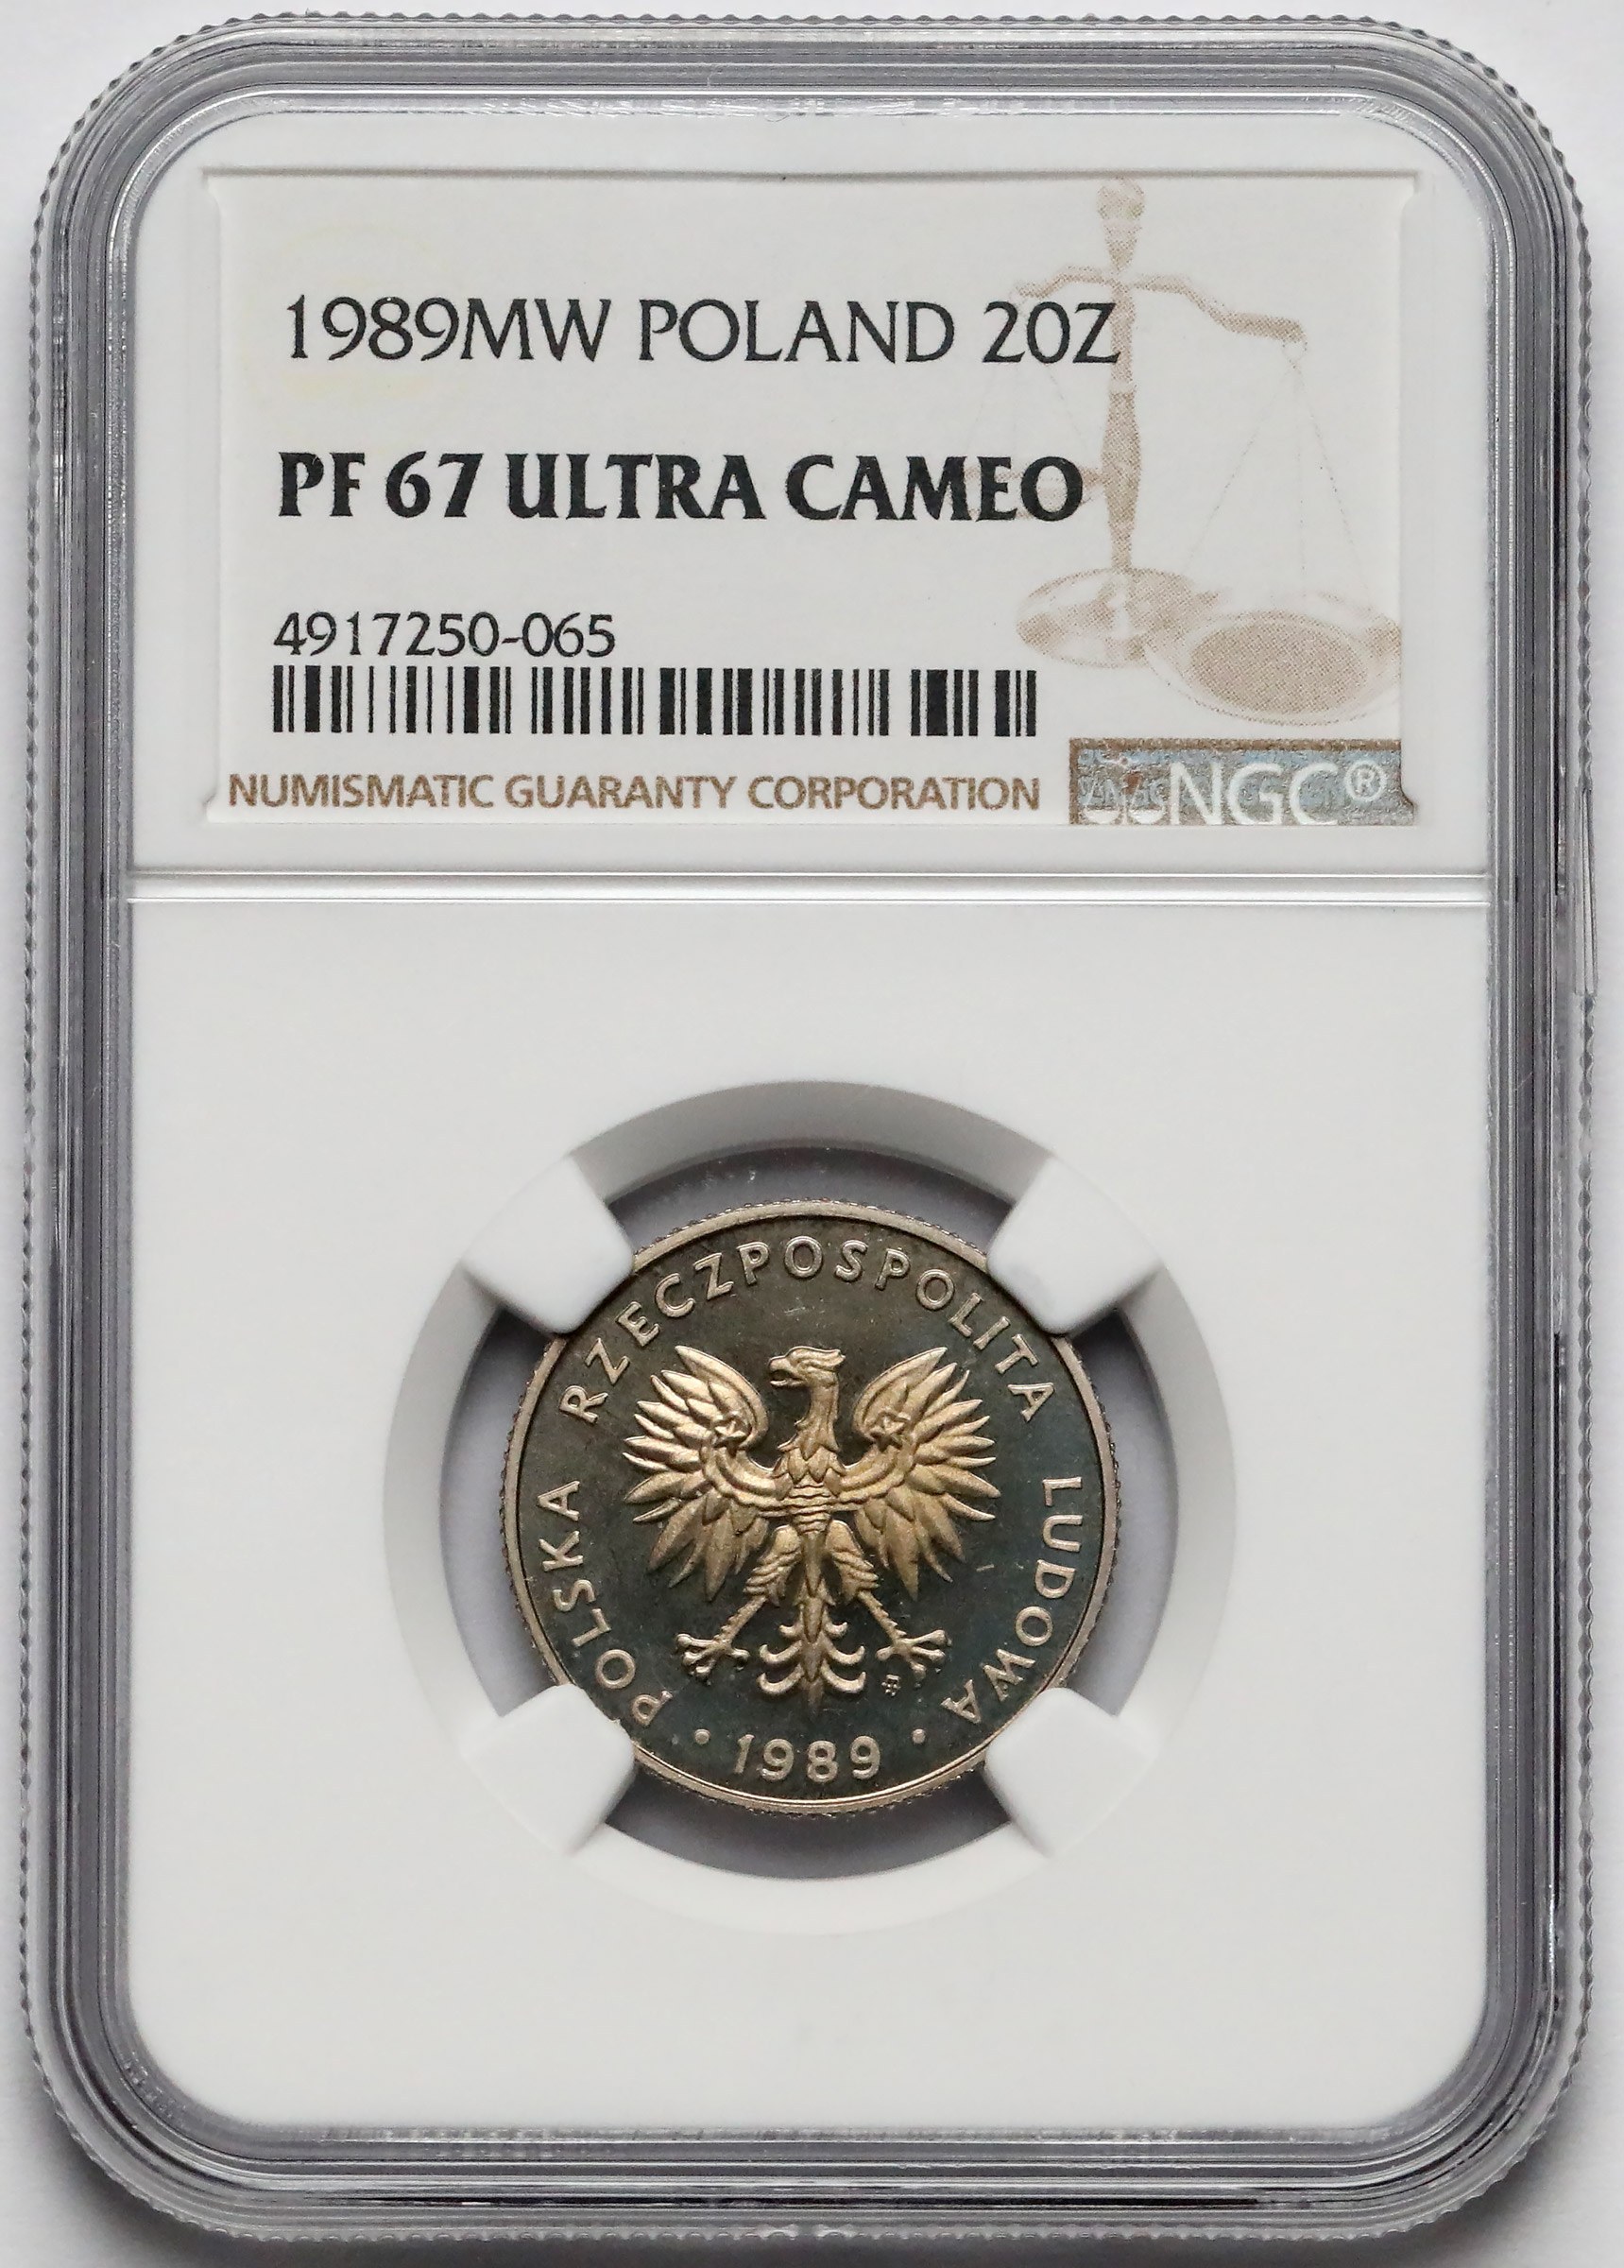 1989MW POLAND 20Z
PF 67 ULTRA CAMEO
4917250-065
NUMISMATIC GUARANTY CORPORATION
NGC®
POLSKA RZECZPOSPOLITA LUDOWA
· 1989 ·